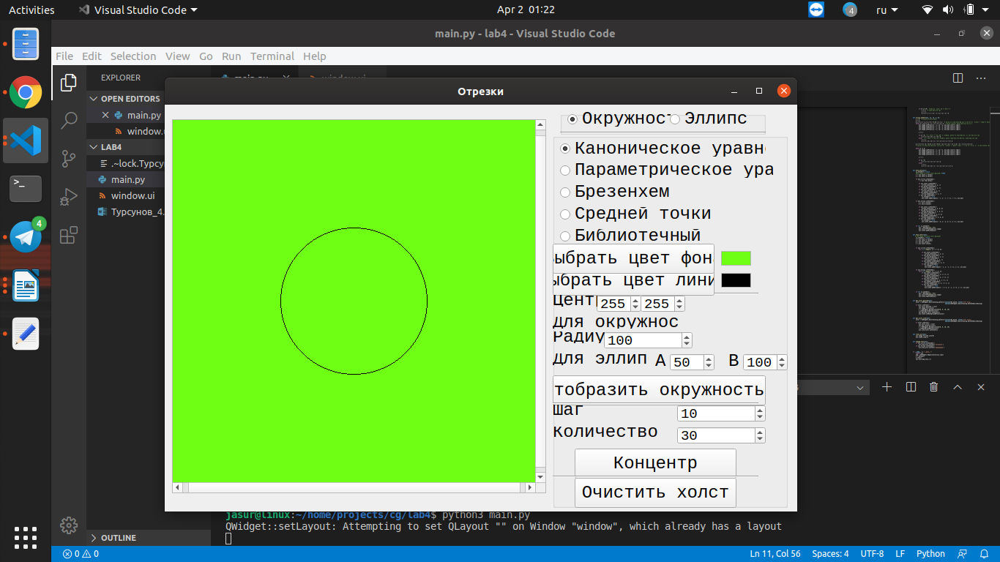 Activities Visual Studio Code Apr 2 01:22 4 ru
main.py - lab4 - Visual Studio Code
File Edit Selection View Go Run Terminal Help
EXPLORER
OPEN EDITORS
main.py
LAB4
.~lock.Турсу
main.py
window.ui
Турсунов_4.
OUTLINE
4
>_
Отрезки
Окружност Эллипс
Каноническое уравн
Параметрическое ура
Брезенхем
Средней точки
Библиотечный
ыбрать цвет фон
ыбрать цвет лини
Цент 255 255
Для окружнос
Радиу 100
Для эллип A 50 B 100
тобразить окружность
Шаг 10
Количество 30
Концентр
Очистить холст
jasur@linux:~/home/projects/cg/lab4$ python3 main.py
QWidget::setLayout: Attempting to set QLayout "" on Window "window", which already has a layout
0 0 Ln 11, Col 56 Spaces: 4 UTF-8 LF Python